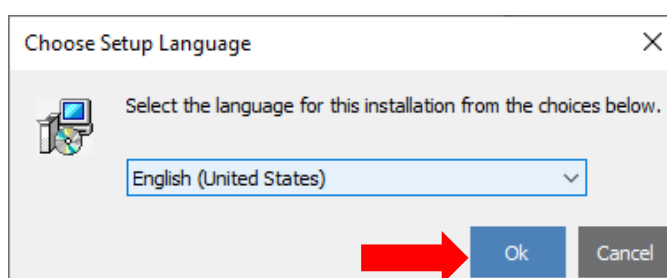 Choose Setup Language
Select the language for this installation from the choices below.
English (United States)
Ok Cancel